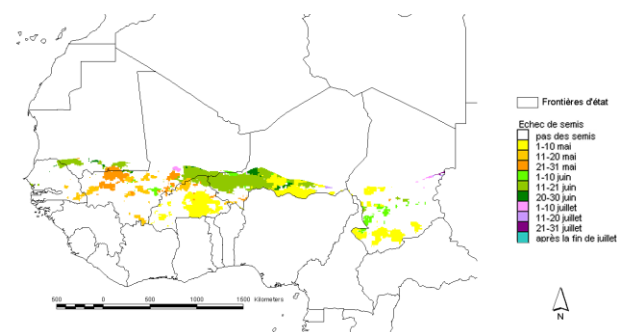 Frontières d'état
Echec de semis
pas des semis
1-10 mai
11-20 mai
21-31 mai
1-10 juin
11-21 juin
20-30 juin
1-10 juillet
11-20 juillet
21-31 juillet
après la fin de juillet
600 0 600 1000 1500 kilometers
N